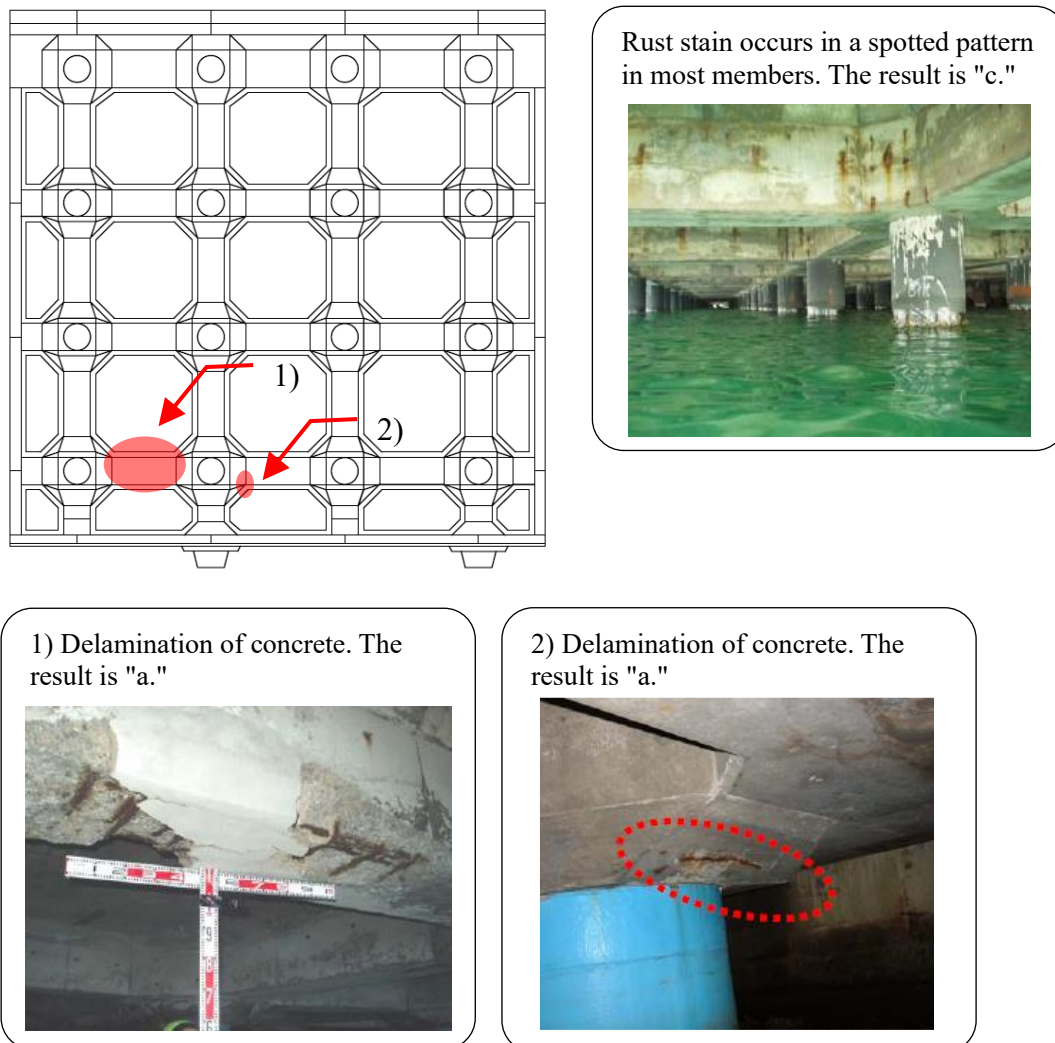 Rust stain occurs in a spotted pattern
in most members. The result is "c."
1)
2)
1) Delamination of concrete. The
result is "a."
2) Delamination of concrete. The
result is "a."